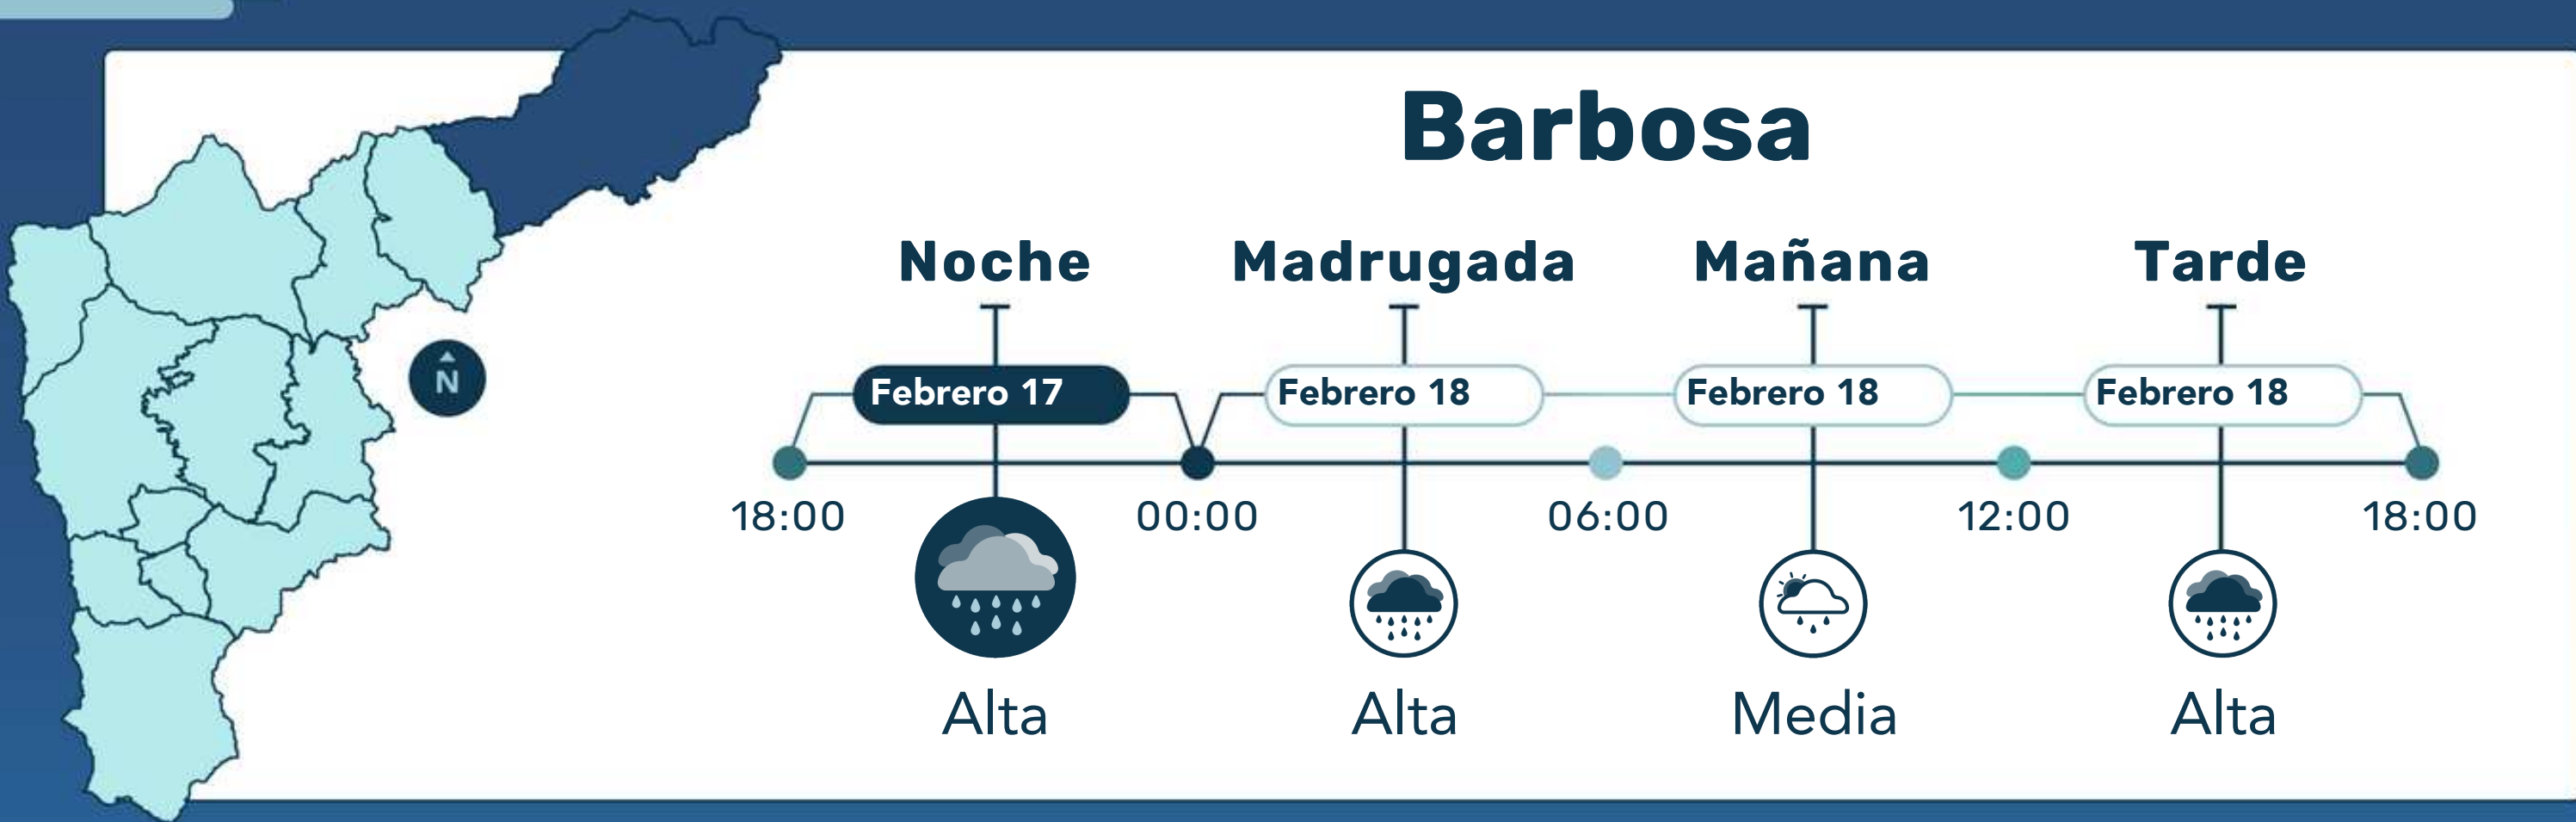 Barbosa
Noche Madrugada Mañana Tarde
N
Febrero 17 Febrero 18 Febrero 18 Febrero 18
18:00 00:00 06:00 12:00 18:00
Alta Alta Media Alta